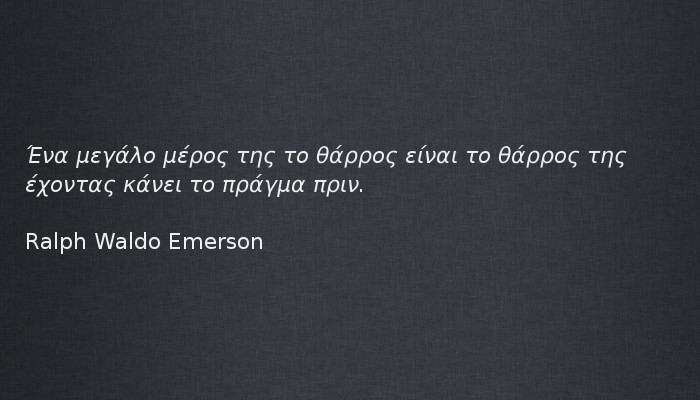 Ένα μεγάλο μέρος της το θάρρος είναι το θάρρος της
έχοντας κάνει το πράγμα πριν.
Ralph Waldo Emerson